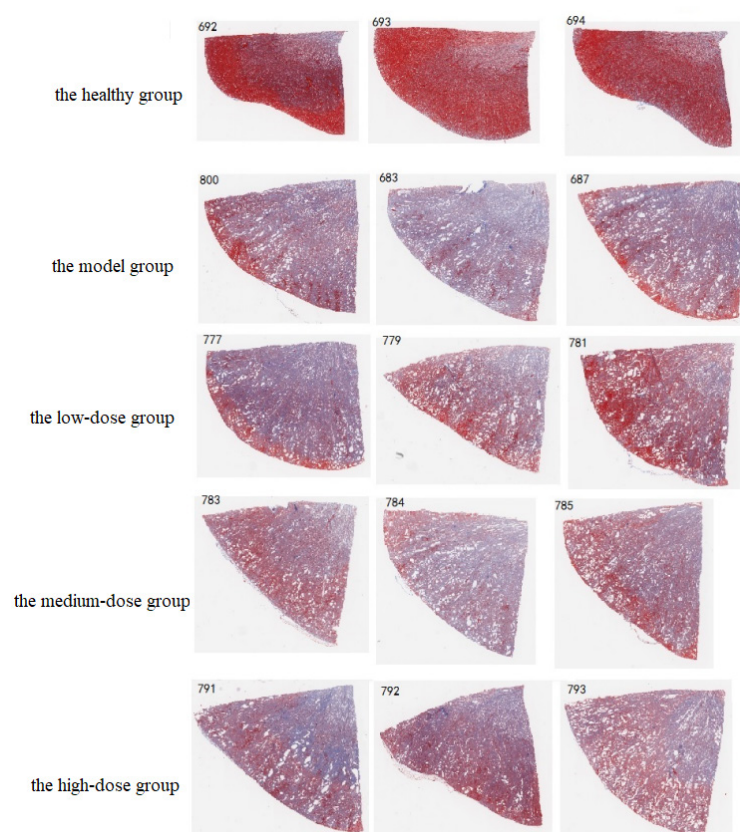 692 693 694
the healthy group
800 683 687
the model group
777 779 781
the low-dose group
783 784 785
the medium-dose group
791 792 793
the high-dose group